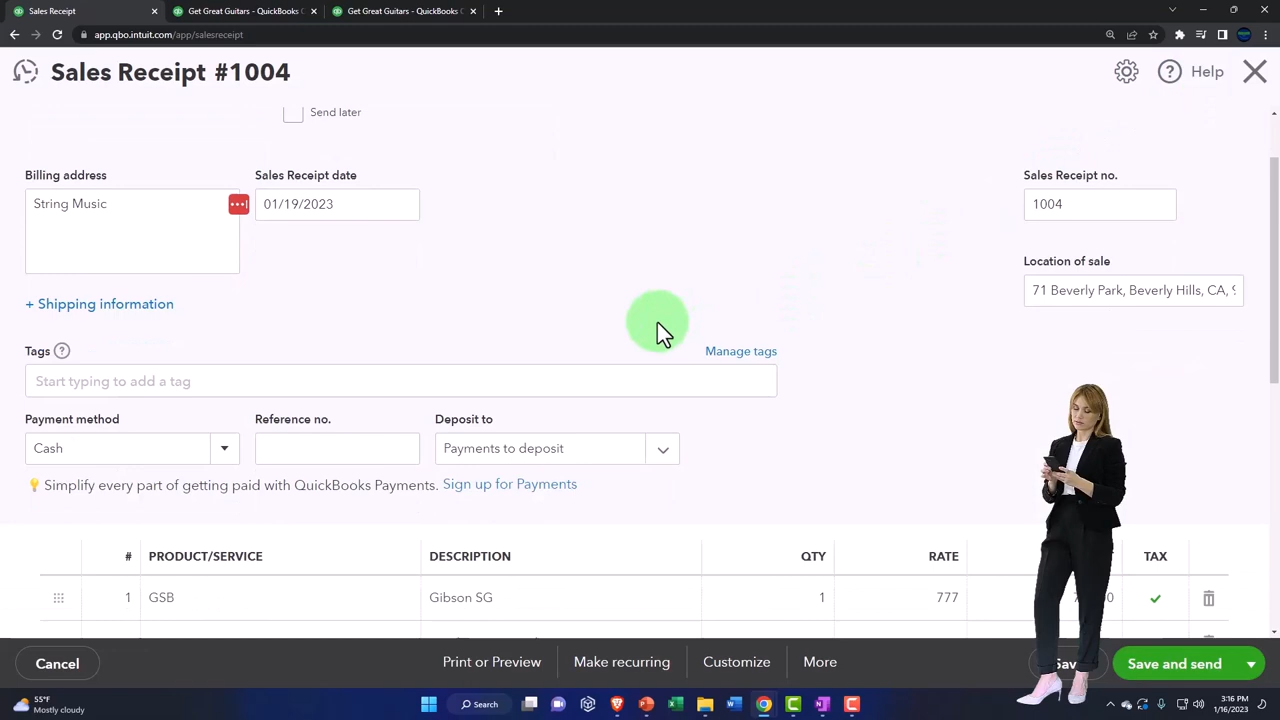 Sales Receipt
Get Great Guitars - QuickBooks C
Get Great Guitars - QuickBooks C
app.qbo.intuit.com/app/salesreceipt
Sales Receipt #1004
Help
Send later
Billing address
Sales Receipt date
Sales Receipt no.
String Music
01/19/2023
1004
Location of sale
71 Beverly Park, Beverly Hills, CA,
+ Shipping information
Tags
Manage tags
Start typing to add a tag
Payment method
Reference no.
Deposit to
Cash
Payments to deposit
Simplify every part of getting paid with QuickBooks Payments. Sign up for Payments
# PRODUCT/SERVICE DESCRIPTION QTY RATE TAX
1 GSB Gibson SG 1 777
Cancel
Print or Preview
Make recurring
Customize
More
Save and send
55°F
Mostly cloudy
Search
3:16 PM
1/16/2023